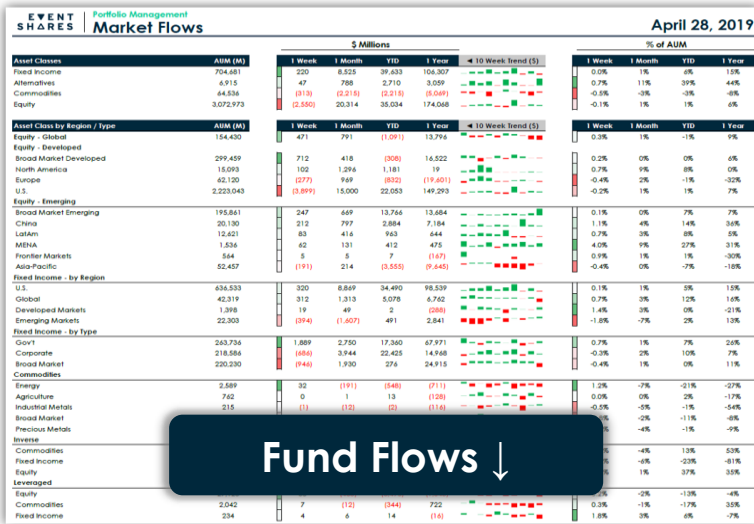 EVENT SHARES Portfolio Management
Market Flows April 28, 2019
$ Millions % of AUM
Asset Classes AUM (M) 1 Week 1 Month YTD 1 Year ◄ 10 Week Trend ($) 1 Week 1 Month YTD 1 Year
Fixed Income 704,681 220 8,525 39,633 106,307 0.0% 1% 6% 15%
Alternatives 6,915 47 788 2,710 3,059 0.7% 11% 39% 44%
Commodities 64,536 (313) (2,215) (2,215) (5,069) -0.5% -3% -3% -8%
Equity 3,072,973 (2,550) 20,314 35,034 174,068 -0.1% 1% 1% 6%
Asset Class by Region / Type AUM (M) 1 Week 1 Month YTD 1 Year ◄ 10 Week Trend ($) 1 Week 1 Month YTD 1 Year
Equity - Global 154,430 471 791 (1,091) 13,796 0.3% 1% -1% 9%
Equity - Developed
Broad Market Developed 299,459 712 418 (308) 16,522 0.2% 0% 0% 6%
North America 15,093 102 1,296 1,181 19 0.7% 9% 8% 0%
Europe 62,120 (277) 969 (832) (19,601) -0.4% 2% -1% -32%
U.S. 2,223,043 (3,899) 15,000 22,053 149,293 -0.2% 1% 1% 7%
Equity - Emerging
Broad Market Emerging 195,861 247 669 13,766 13,684 0.1% 0% 7% 7%
China 20,130 212 797 2,884 7,184 1.1% 4% 14% 36%
LatAm 12,621 83 416 963 644 0.7% 3% 8% 5%
MENA 1,536 62 131 412 475 4.0% 9% 27% 31%
Frontier Markets 564 5 5 7 (167) 0.9% 1% 1% -30%
Asia-Pacific 52,457 (191) 214 (3,555) (9,645) -0.4% 0% -7% -18%
Fixed Income - by Region
U.S. 636,533 320 8,869 34,490 98,539 0.1% 1% 5% 15%
Global 42,319 312 1,313 5,078 6,762 0.7% 3% 12% 16%
Developed Markets 1,398 19 49 2 (288) 1.4% 3% 0% -21%
Emerging Markets 22,303 (394) (1,607) 491 2,841 -1.8% -7% 2% 13%
Fixed Income - by Type
Gov't 263,736 1,889 2,750 17,360 67,971 0.7% 1% 7% 26%
Corporate 218,586 (686) 3,944 22,425 14,968 -0.3% 2% 10% 7%
Broad Market 220,230 (946) 1,930 276 24,915 -0.4% 1% 0% 11%
Commodities
Energy 2,589 32 (191) (548) (711) 1.2% -7% -21% -27%
Agriculture 762 0 1 13 (128) 0.0% 0% 2% -17%
Industrial Metals 215 (1) (12) (2) (116) -0.5% -5% -1% -54%
Broad Market -2% -11% -8%
Precious Metals -4% -1% -9%
Inverse
Commodities -4% 13% 53%
Fixed Income -6% -23% -81%
Equity 1% 37% 35%
Leveraged
Equity -2% -13% -4%
Commodities 2,042 7 (12) (344) 722 0.3% -1% -17% 35%
Fixed Income 234 4 6 14 (16) 1.8% 3% 6% -7%
Fund Flows ↓